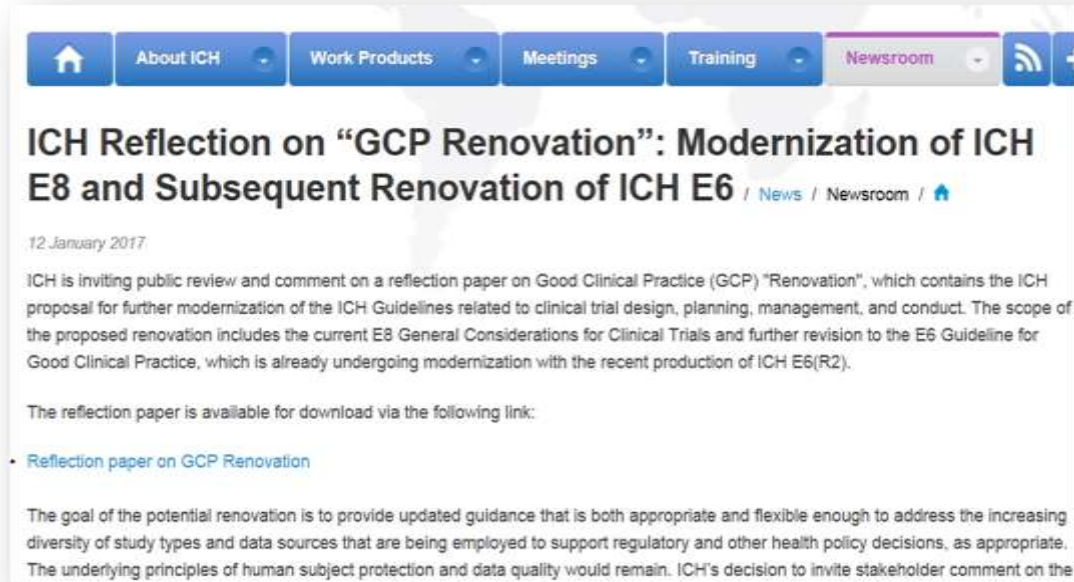 About ICH
Work Products
Meetings
Training
Newsroom
ICH Reflection on “GCP Renovation”: Modernization of ICH
E8 and Subsequent Renovation of ICH E6 / News / Newsroom /
12 January 2017
ICH is inviting public review and comment on a reflection paper on Good Clinical Practice (GCP) "Renovation", which contains the ICH
proposal for further modernization of the ICH Guidelines related to clinical trial design, planning, management, and conduct. The scope of
the proposed renovation includes the current E8 General Considerations for Clinical Trials and further revision to the E6 Guideline for
Good Clinical Practice, which is already undergoing modernization with the recent production of ICH E6(R2).
The reflection paper is available for download via the following link:
• Reflection paper on GCP Renovation
The goal of the potential renovation is to provide updated guidance that is both appropriate and flexible enough to address the increasing
diversity of study types and data sources that are being employed to support regulatory and other health policy decisions, as appropriate.
The underlying principles of human subject protection and data quality would remain. ICH's decision to invite stakeholder comment on the